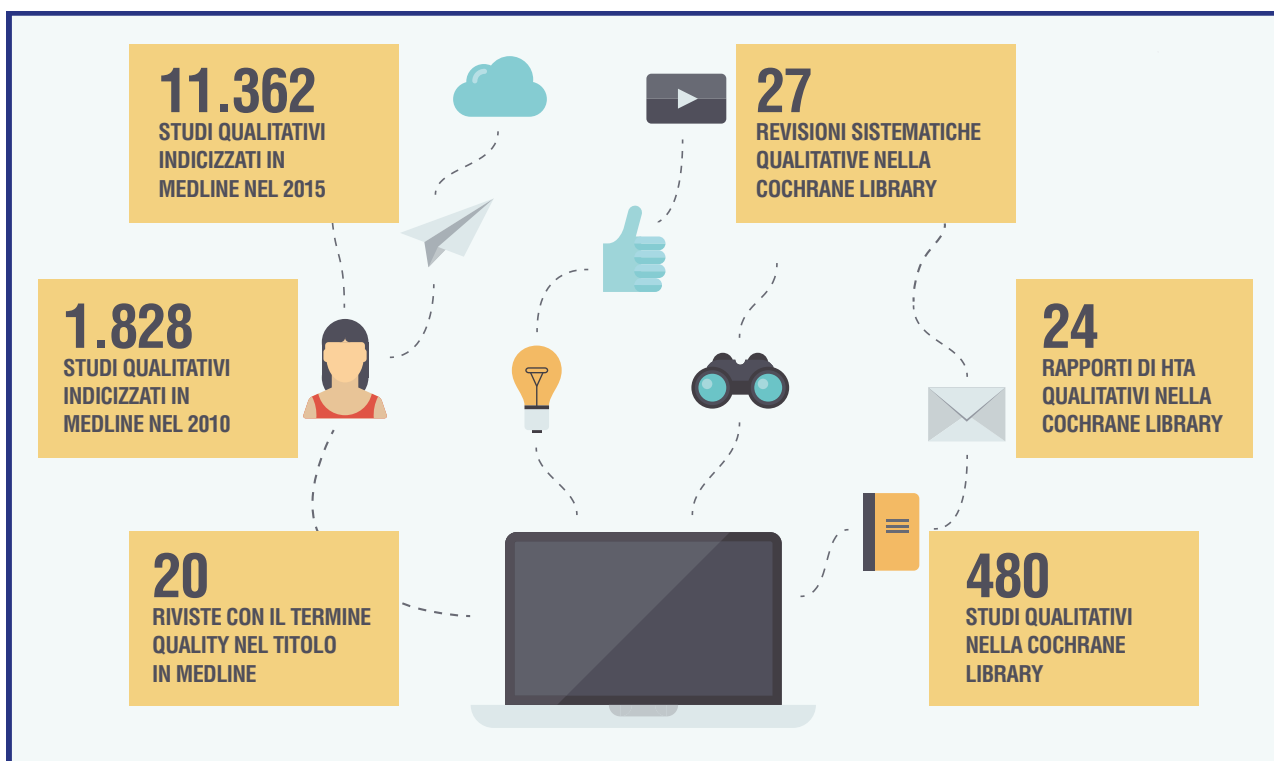 11.362
STUDI QUALITATIVI
INDICIZZATI IN
MEDLINE NEL 2015
27
REVISIONI SISTEMATICHE
QUALITATIVE NELLA
COCHRANE LIBRARY
1.828
STUDI QUALITATIVI
INDICIZZATI IN
MEDLINE NEL 2010
24
RAPPORTI DI HTA
QUALITATIVI NELLA
COCHRANE LIBRARY
20
RIVISTE CON IL TERMINE
QUALITY NEL TITOLO
IN MEDLINE
480
STUDI QUALITATIVI
NELLA COCHRANE
LIBRARY